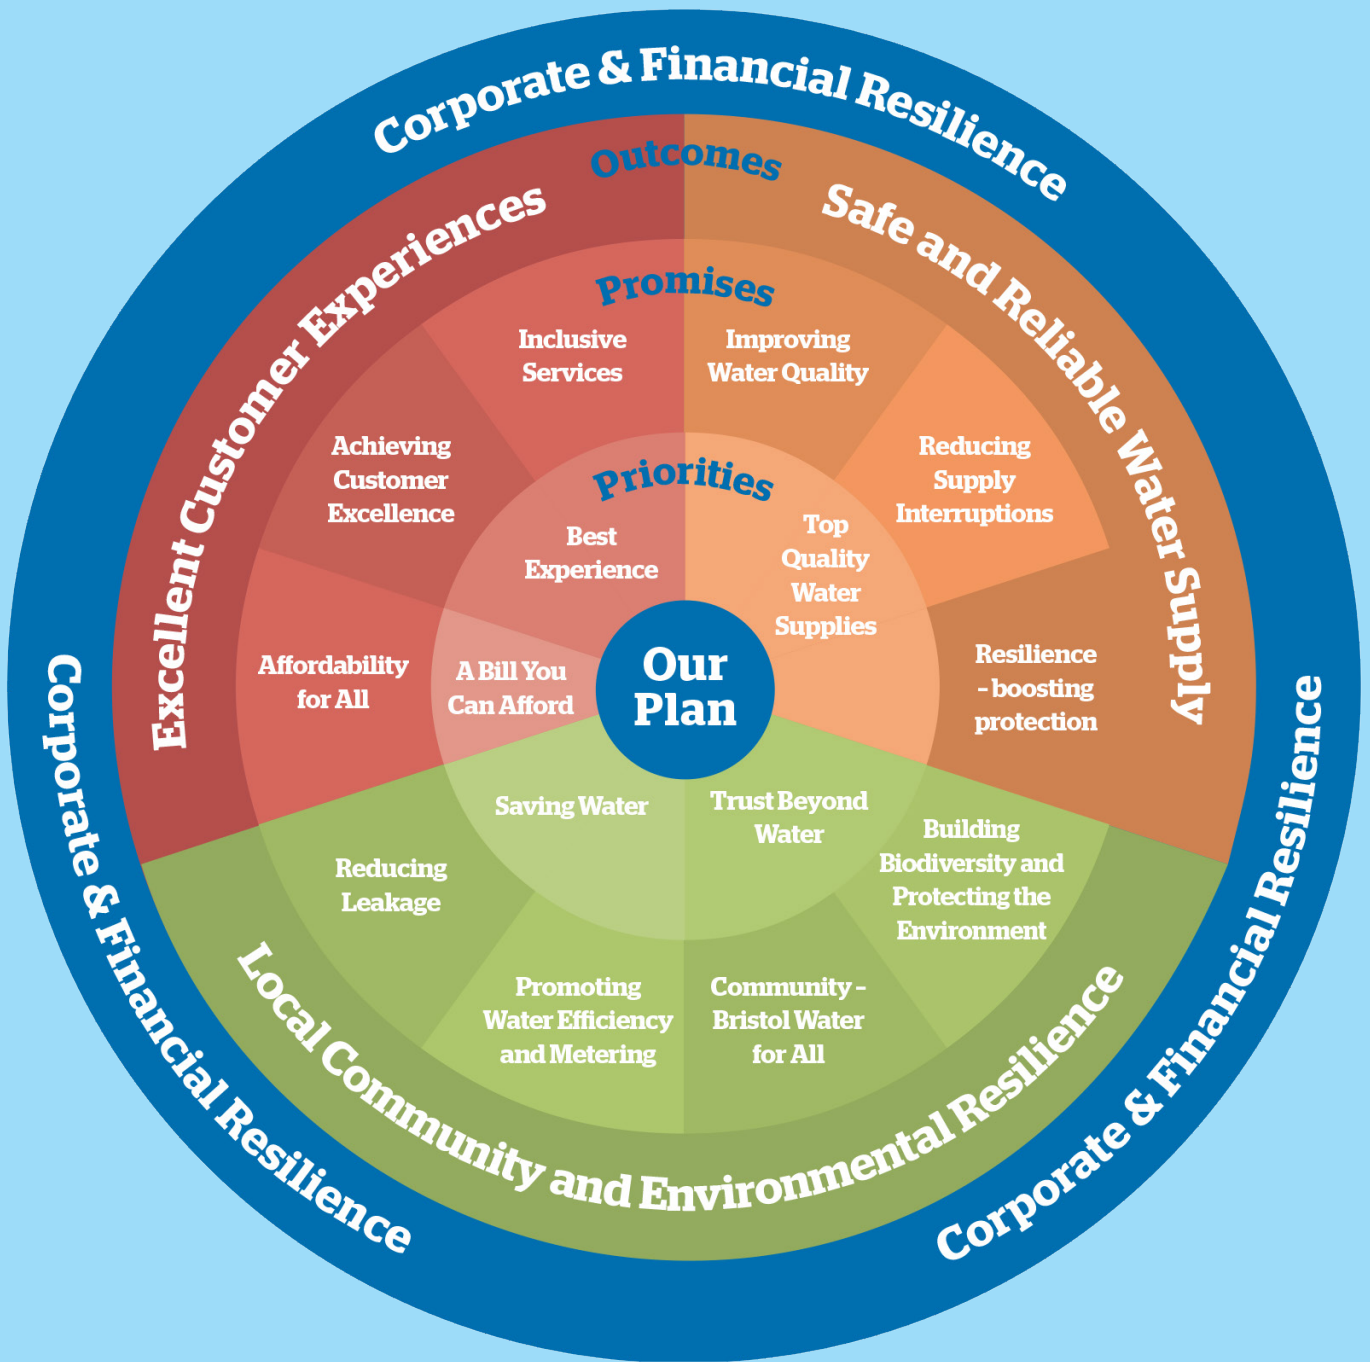 Corporate & Financial Resilience
Outcomes
Excellent Customer Experiences
Safe and Reliable Water Supply
Promises
Inclusive
Services
Improving
Water Quality
Achieving
Customer
Excellence
Reducing
Supply
Interruptions
Priorities
Best
Experience
Top
Quality
Water
Supplies
Affordability
for All
A Bill You
Can Afford
Our
Plan
Resilience
– boosting
protection
Saving Water
Trust Beyond
Water
Reducing
Leakage
Building
Biodiversity and
Protecting the
Environment
Promoting
Water Efficiency
and Metering
Community –
Bristol Water
for All
Local Community and Environmental Resilience
Corporate & Financial Resilience
Corporate & Financial Resilience